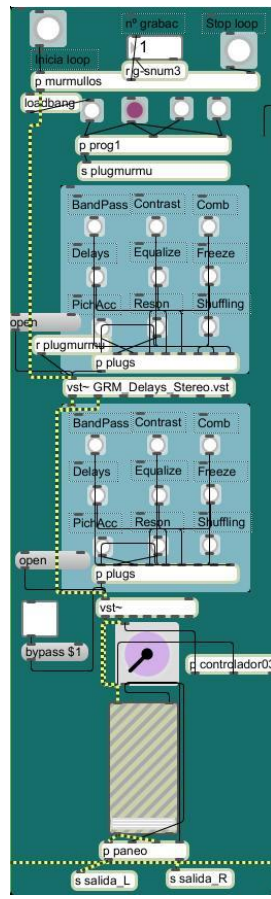 nº grabac
Stop loop
1
Inicia loop
r g-snum3
p murmullos
loadbang
p prog1
s plugmurmu
BandPass Contrast Comb
Delays Equalize Freeze
PichAcc Reson Shuffling
open
r plugmurmu
p plugs
vst~ GRM_Delays_Stereo.vst
BandPass Contrast Comb
Delays Equalize Freeze
PichAcc Reson Shuffling
open
p plugs
vst~
bypass $1
p controlador03
p paneo
s salida_L
s salida_R